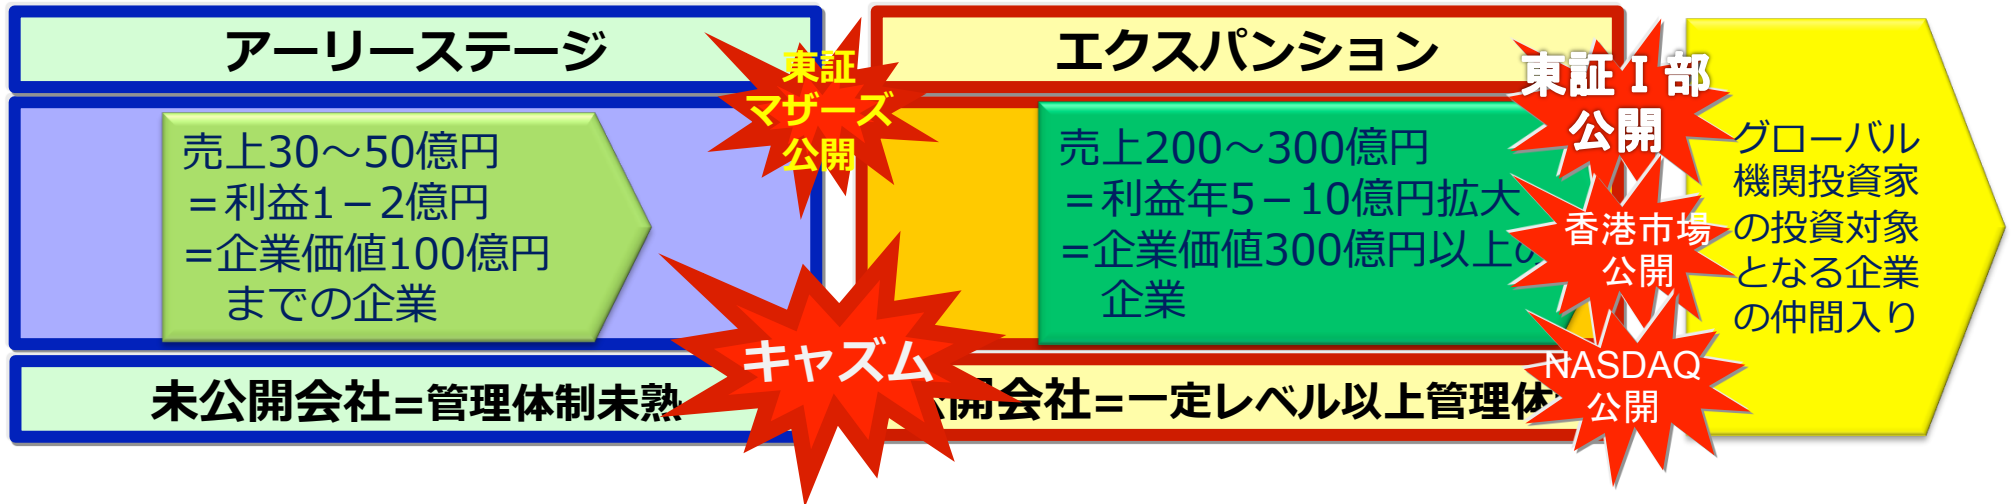 アーリーステージ
売上30～50億円
＝利益1－2億円
=企業価値100億円
までの企業
未公開会社=管理体制未熟
東証
マザーズ
公開
キャズム
エクスパンション
売上200～300億円
＝利益年5－10億円拡大
=企業価値300億円以上の
企業
開会社=一定レベル以上管理体
東証Ⅰ部
公開
香港市場
公開
NASDAQ
公開
グローバル
機関投資家
の投資対象
となる企業
の仲間入り